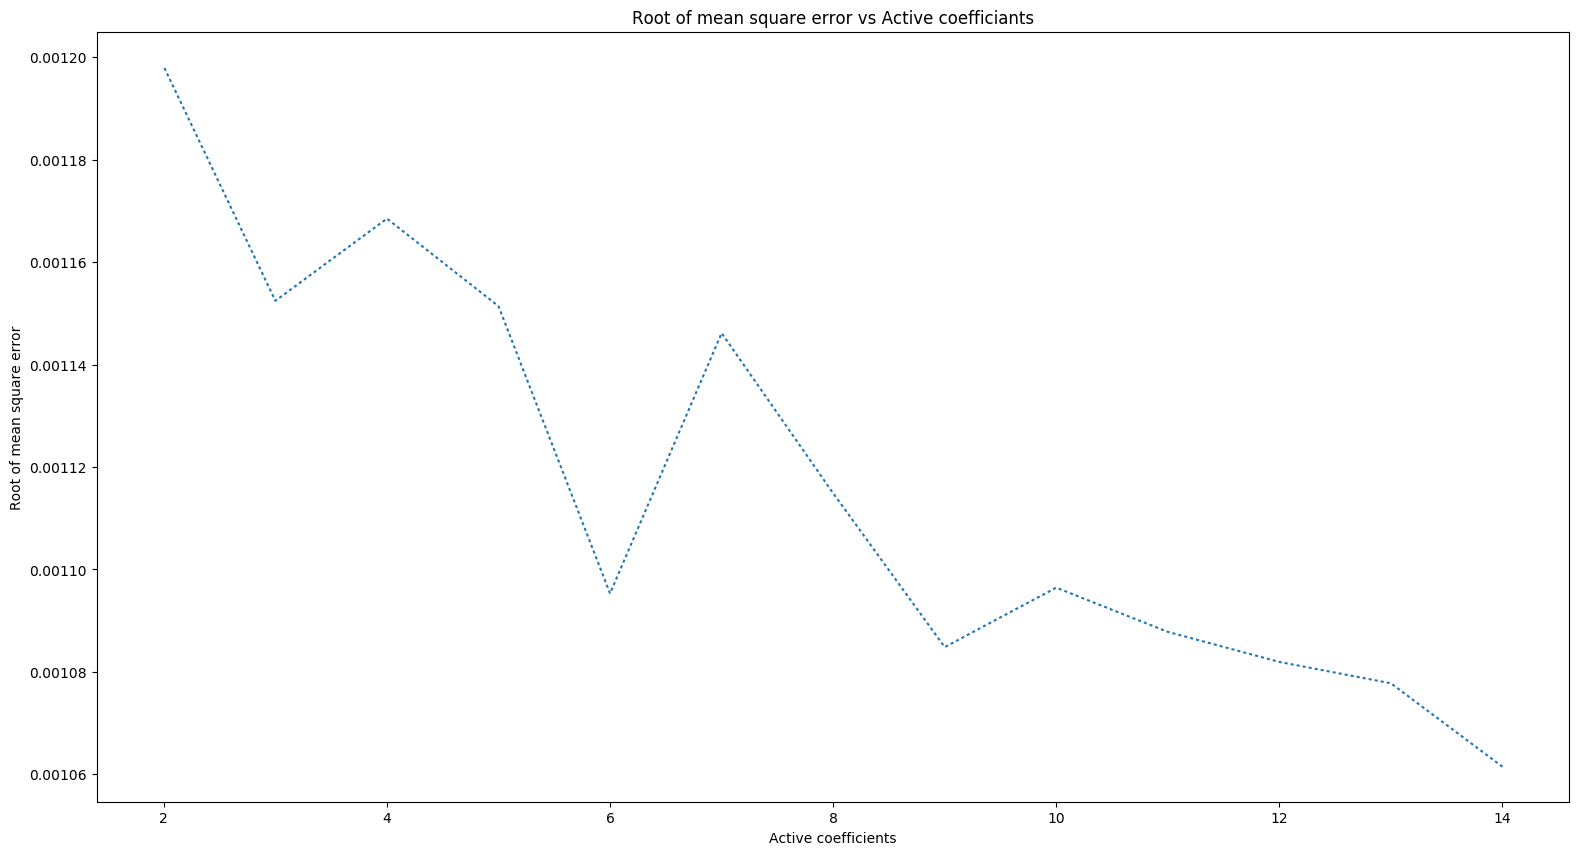 Root of mean square error vs Active coefficiants
0.00120
0.00118
0.00116
0.00114
0.00112
0.00110
0.00108
0.00106
Root of mean square error
2 4 6 8 10 12 14
Active coefficients